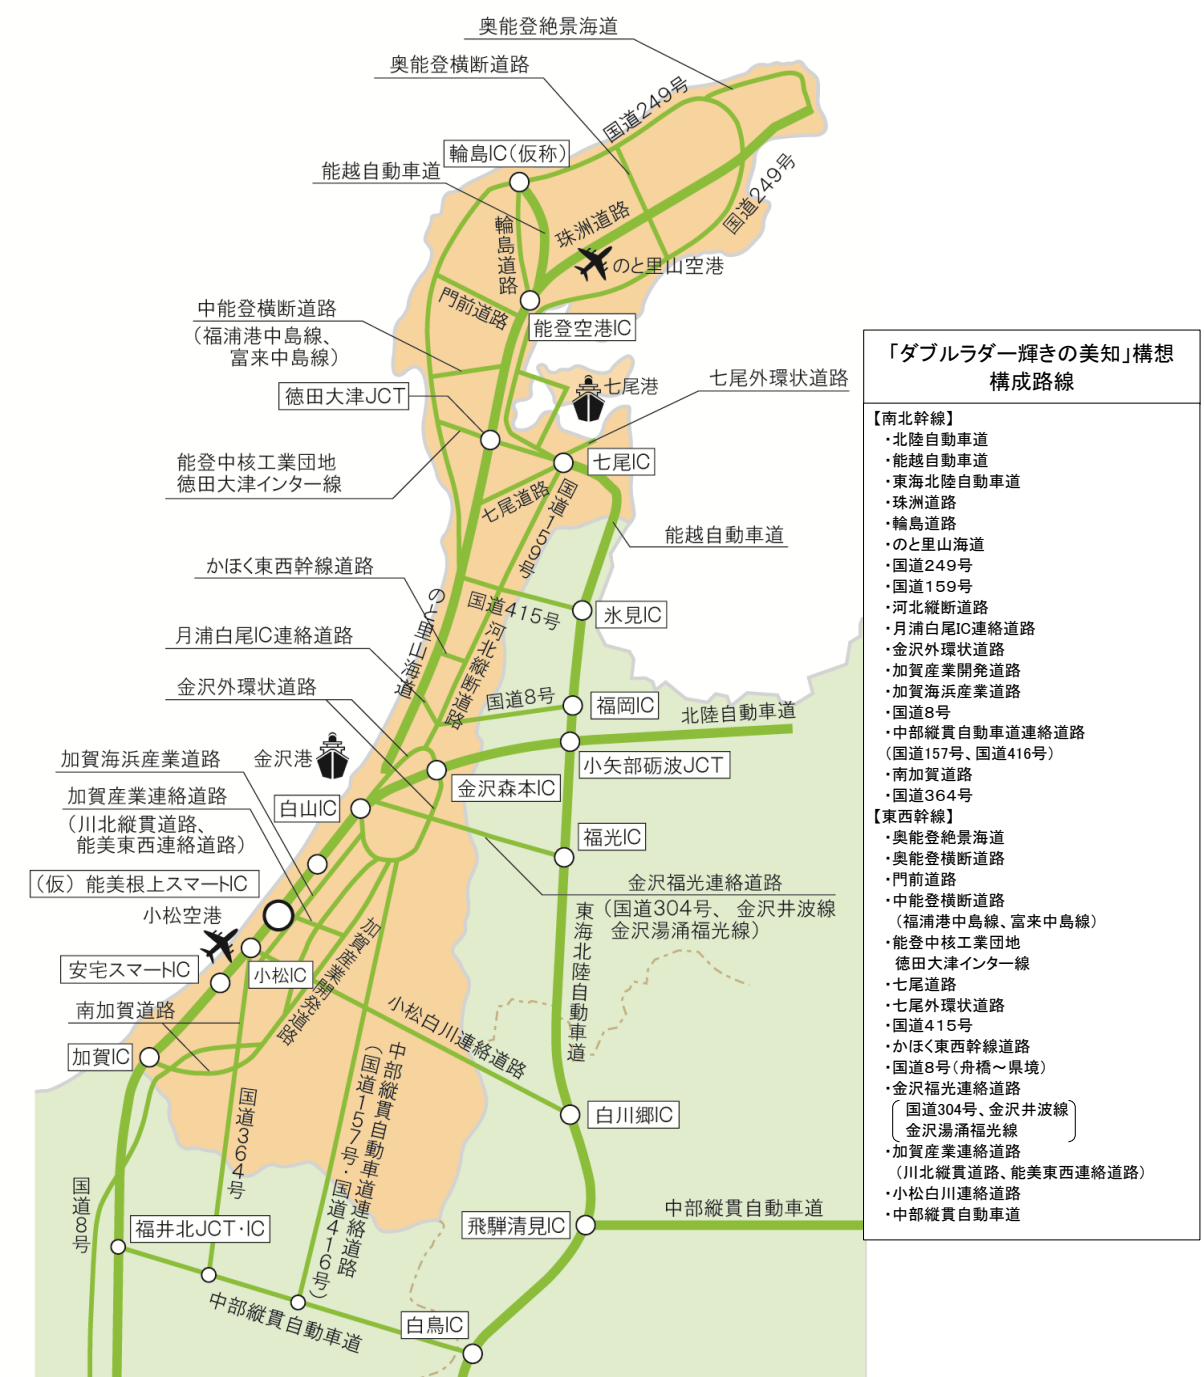 奥能登絶景海道
奥能登横断道路
国道249号
輪島IC(仮称)
能越自動車道
国道249号
輪島道路
珠洲道路
のと里山空港
門前道路
中能登横断道路
(福浦港中島線、
富来中島線)
能登空港IC
七尾港
七尾外環状道路
徳田大津JCT
能登中核工業団地
徳田大津インター線
七尾IC
七尾道路
国道159号
能越自動車道
かほく東西幹線道路
のと里山海道
国道415号
氷見IC
月浦白尾IC連絡道路
河北縦断道路
金沢外環状道路
国道8号
福岡IC
北陸自動車道
加賀海浜産業道路
金沢港
小矢部砺波JCT
金沢森本IC
加賀産業連絡道路
(川北縦貫道路、
能美東西連絡道路)
白山IC
福光IC
(仮)能美根上スマートIC
金沢福光連絡道路
(国道304号、金沢井波線
金沢湯涌福光線)
小松空港
加賀産業開発道路
東海北陸自動車道
安宅スマートIC
小松IC
南加賀道路
小松白川連絡道路
加賀IC
国道364号
中部縦貫自動車道連絡道路
(国道157号・国道416号)
白川郷IC
国道8号
福井北JCT・IC
飛騨清見IC
中部縦貫自動車道
中部縦貫自動車道
白鳥IC
「ダブルラダー輝きの美知」構想
構成路線
【南北幹線】
・北陸自動車道
・能越自動車道
・東海北陸自動車道
・珠洲道路
・輪島道路
・のと里山海道
・国道249号
・国道159号
・河北縦断道路
・月浦白尾IC連絡道路
・金沢外環状道路
・加賀産業開発道路
・加賀海浜産業道路
・国道8号
・中部縦貫自動車道連絡道路
(国道157号、国道416号)
・南加賀道路
・国道364号
【東西幹線】
・奥能登絶景海道
・奥能登横断道路
・門前道路
・中能登横断道路
(福浦港中島線、富来中島線)
・能登中核工業団地
徳田大津インター線
・七尾道路
・七尾外環状道路
・国道415号
・かほく東西幹線道路
・国道8号(舟橋～県境)
・金沢福光連絡道路
国道304号、金沢井波線
金沢湯涌福光線
・加賀産業連絡道路
(川北縦貫道路、能美東西連絡道路)
・小松白川連絡道路
・中部縦貫自動車道